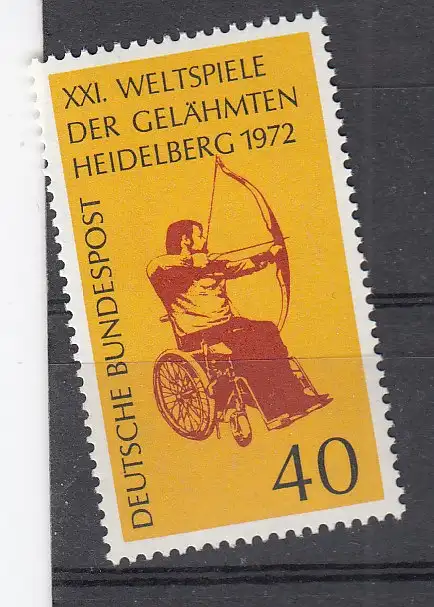 XXI. WELTSPIELE
DER GELÄHMTEN
HEIDELBERG 1972
DEUTSCHE BUNDESPOST
40